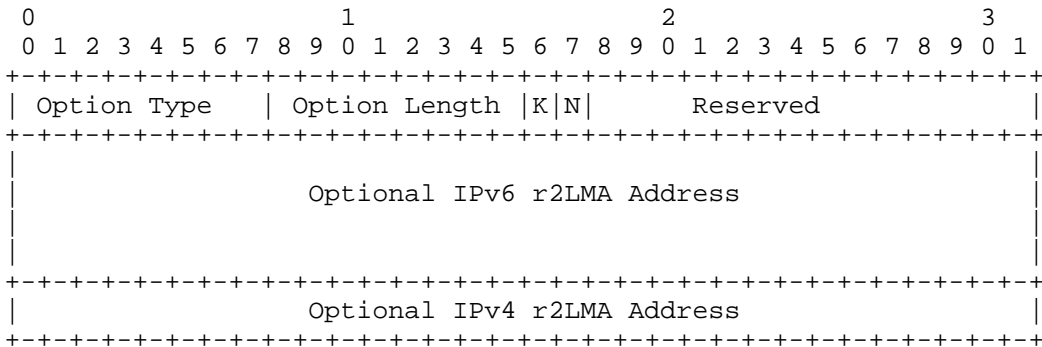 0                   1                   2                   3
 0 1 2 3 4 5 6 7 8 9 0 1 2 3 4 5 6 7 8 9 0 1 2 3 4 5 6 7 8 9 0 1
+-+-+-+-+-+-+-+-+-+-+-+-+-+-+-+-+-+-+-+-+-+-+-+-+-+-+-+-+-+-+-+-+
| Option Type   | Option Length |K|N|      Reserved             |
+-+-+-+-+-+-+-+-+-+-+-+-+-+-+-+-+-+-+-+-+-+-+-+-+-+-+-+-+-+-+-+-+
|                                                               |
|                  Optional IPv6 r2LMA Address                  |
|                                                               |
|                                                               |
+-+-+-+-+-+-+-+-+-+-+-+-+-+-+-+-+-+-+-+-+-+-+-+-+-+-+-+-+-+-+-+-+
|                  Optional IPv4 r2LMA Address                  |
+-+-+-+-+-+-+-+-+-+-+-+-+-+-+-+-+-+-+-+-+-+-+-+-+-+-+-+-+-+-+-+-+